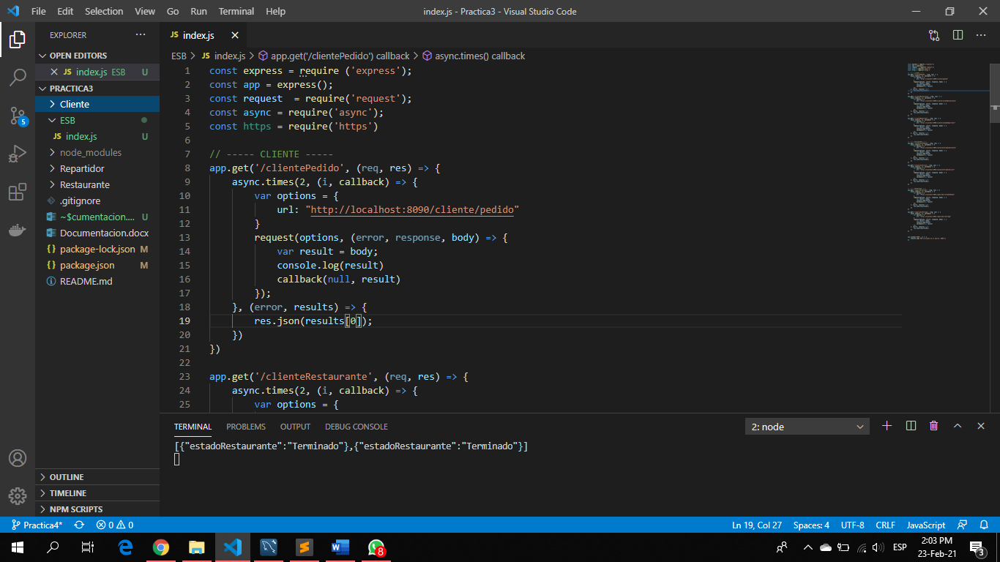 File Edit Selection View Go Run Terminal Help
index.js - Practica3 - Visual Studio Code
EXPLORER
OPEN EDITORS
JS index.js ESB U
PRACTICA3
Cliente
ESB
JS index.js U
node_modules
Repartidor
Restaurante
.gitignore
~$cumentacion.... U
Documentacion.docx
{} package-lock.json M
{} package.json M
README.md
OUTLINE
TIMELINE
NPM SCRIPTS
5
JS index.js
ESB > JS index.js > app.get('/clientePedido') callback > async.times() callback
1 const express = require ('express');
2 const app = express();
3 const request  = require('request');
4 const async = require('async');
5 const https = require('https')
6
7 // ----- CLIENTE -----
8 app.get('/clientePedido', (req, res) => {
9     async.times(2, (i, callback) => {
10         var options = {
11             url: "http://localhost:8090/cliente/pedido"
12         }
13         request(options, (error, response, body) => {
14             var result = body;
15             console.log(result)
16             callback(null, result)
17         });
18     }, (error, results) => {
19         res.json(results[0]);
20     })
21 })
22
23 app.get('/clienteRestaurante', (req, res) => {
24     async.times(2, (i, callback) => {
25         var options = {
TERMINAL PROBLEMS OUTPUT DEBUG CONSOLE
2: node
[{"estadoRestaurante":"Terminado"},{"estadoRestaurante":"Terminado"}]
Practica4* 0 0
Ln 19, Col 27 Spaces: 4 UTF-8 CRLF JavaScript
8
ESP
2:03 PM
23-Feb-21
3